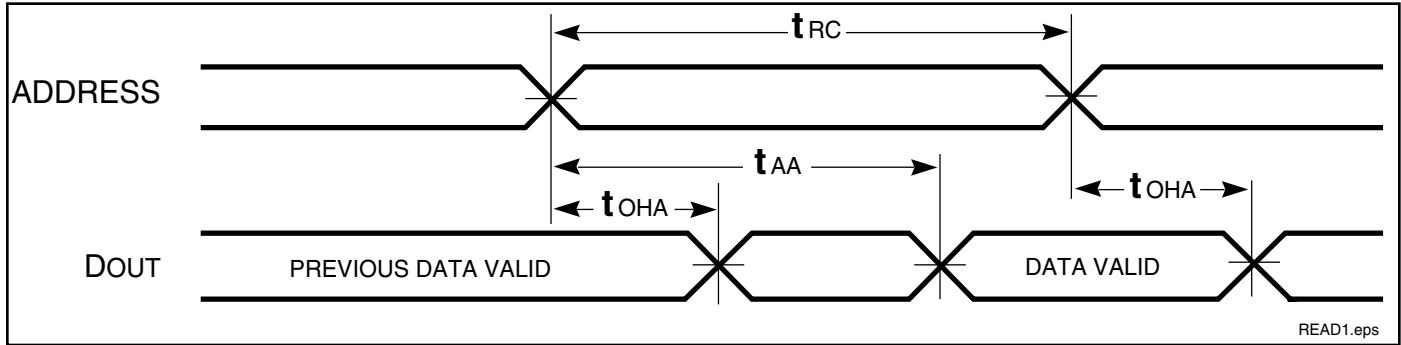 tRC
ADDRESS
tAA
tOHA
tOHA
DOUT
PREVIOUS DATA VALID
DATA VALID
READ1.eps